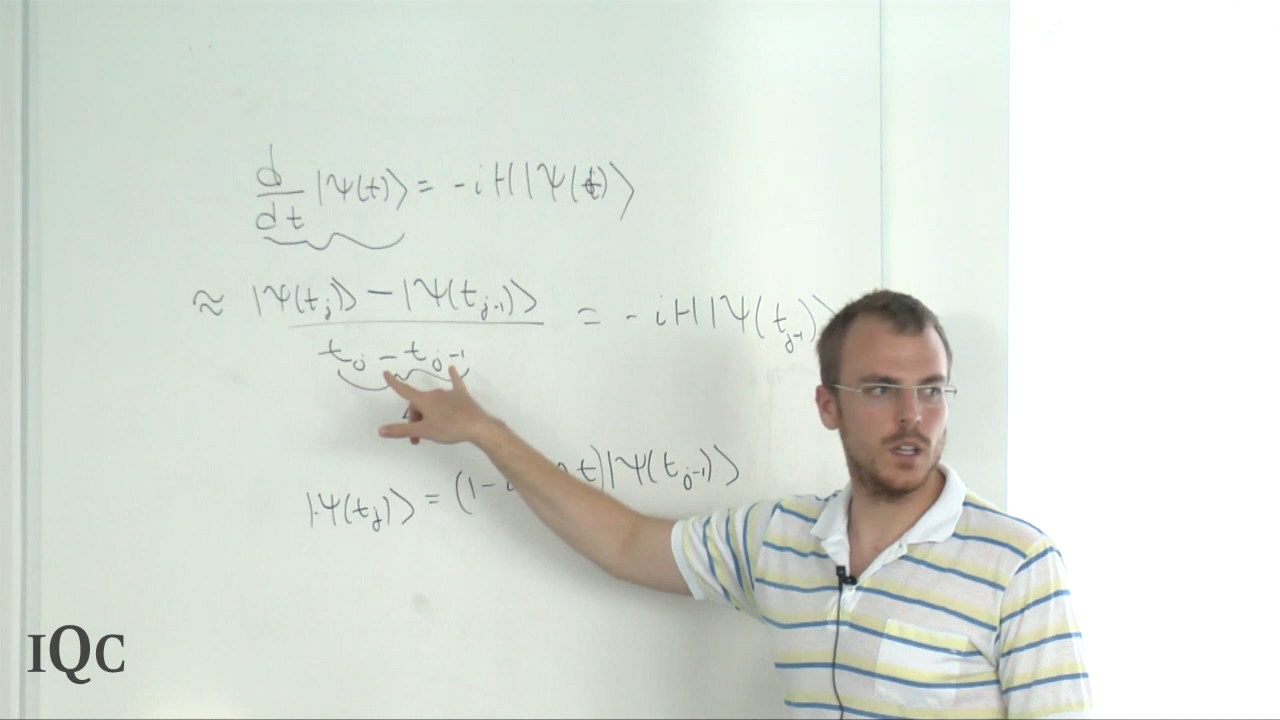 d/dt |Ψ(t)⟩ = -iH|Ψ(t)⟩
≈ |Ψ(t_j)⟩ - |Ψ(t_{j-1})⟩ / t_j - t_{j-1} = -iH|Ψ(t_{j-1})⟩
|Ψ(t_j)⟩ = (1 - i t)|Ψ(t_{j-1})⟩
IQC